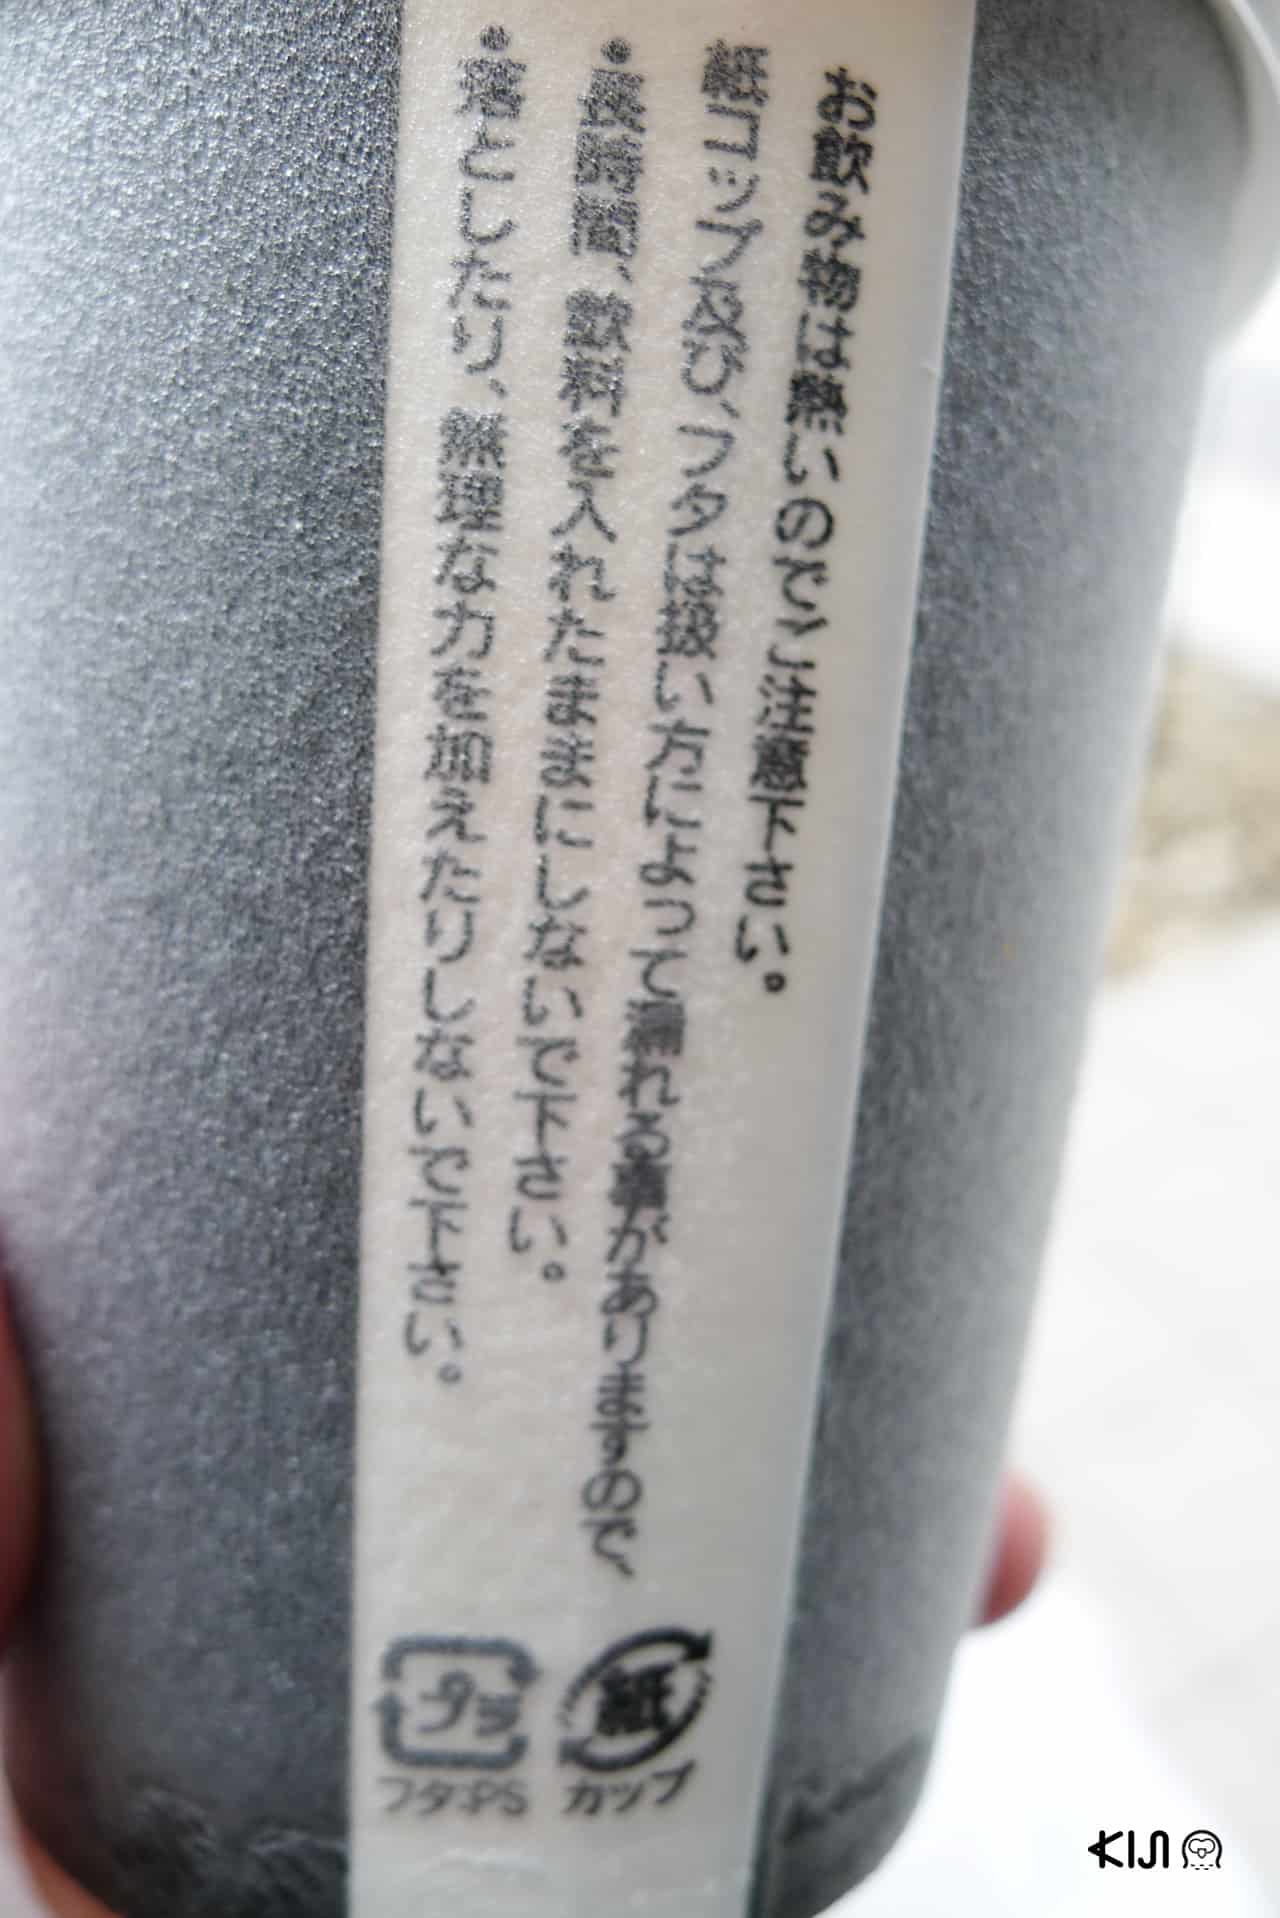 お飲み物は熱いのでご注意下さい。
紙コップ及び、フタは扱い方によって漏れる事がありますので、
•長時間、飲料を入れたままにしないで下さい。
•落としたり、無理な力を加えたりしないで下さい。
紙
カップ
プラ
フタ:PS
KIJI